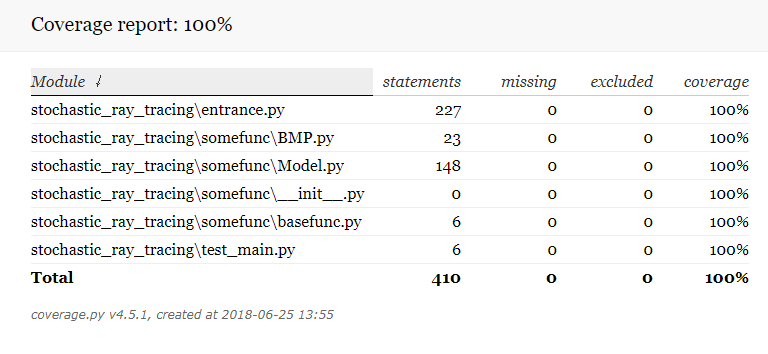 Coverage report: 100%
Module ↓ statements missing excluded coverage
stochastic_ray_tracing\entrance.py 227 0 0 100%
stochastic_ray_tracing\somefunc\BMP.py 23 0 0 100%
stochastic_ray_tracing\somefunc\Model.py 148 0 0 100%
stochastic_ray_tracing\somefunc\__init__.py 0 0 0 100%
stochastic_ray_tracing\somefunc\basefunc.py 6 0 0 100%
stochastic_ray_tracing\test_main.py 6 0 0 100%
Total 410 0 0 100%
coverage.py v4.5.1, created at 2018-06-25 13:55